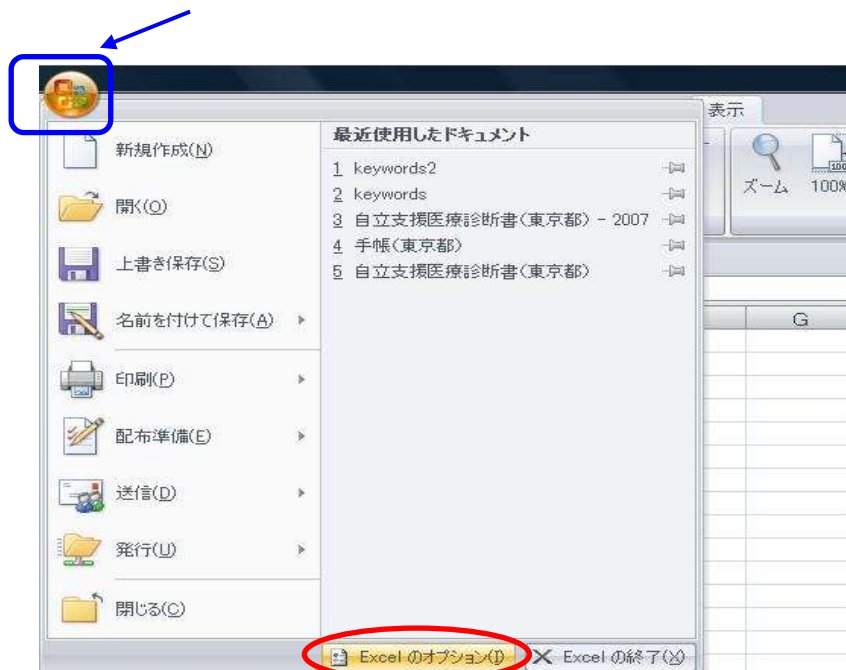 表示
ズーム
100%
G
新規作成(N)
開く(O)
上書き保存(S)
名前を付けて保存(A)
印刷(P)
配布準備(E)
送信(D)
発行(U)
閉じる(C)
最近使用したドキュメント
1 keywords2
2 keywords
3 自立支援医療診断書(東京都) - 2007
4 手帳(東京都)
5 自立支援医療診断書(東京都)
Excel のオプション(I)
Excel の終了(X)